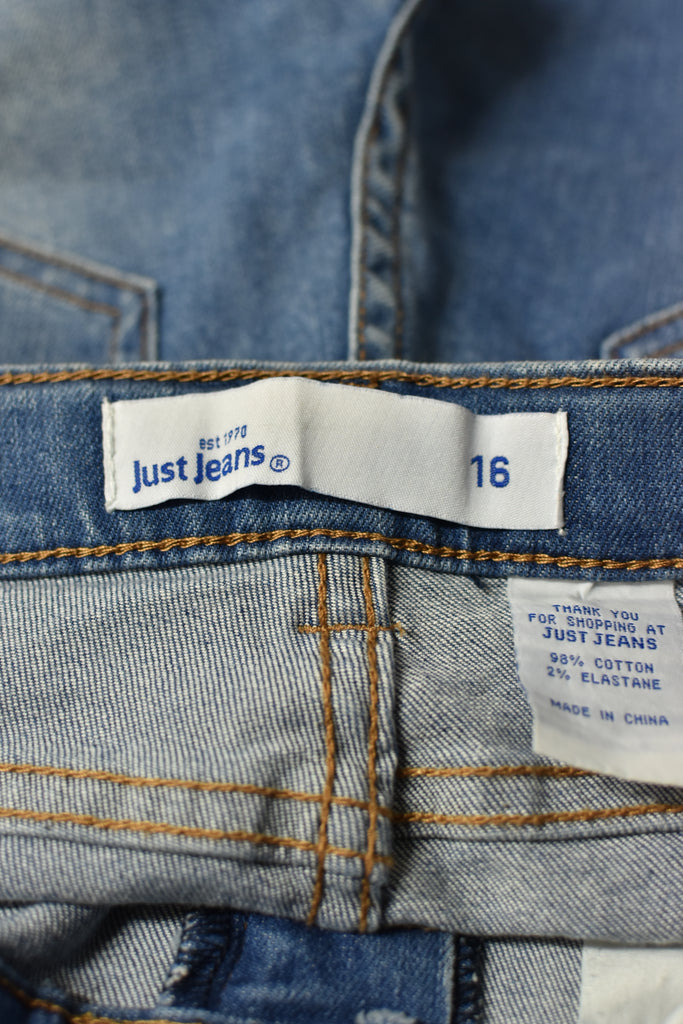 est 1970
Just Jeans®
16
THANK YOU
FOR SHOPPING AT
JUST JEANS
98% COTTON
2% ELASTANE
MADE IN CHINA